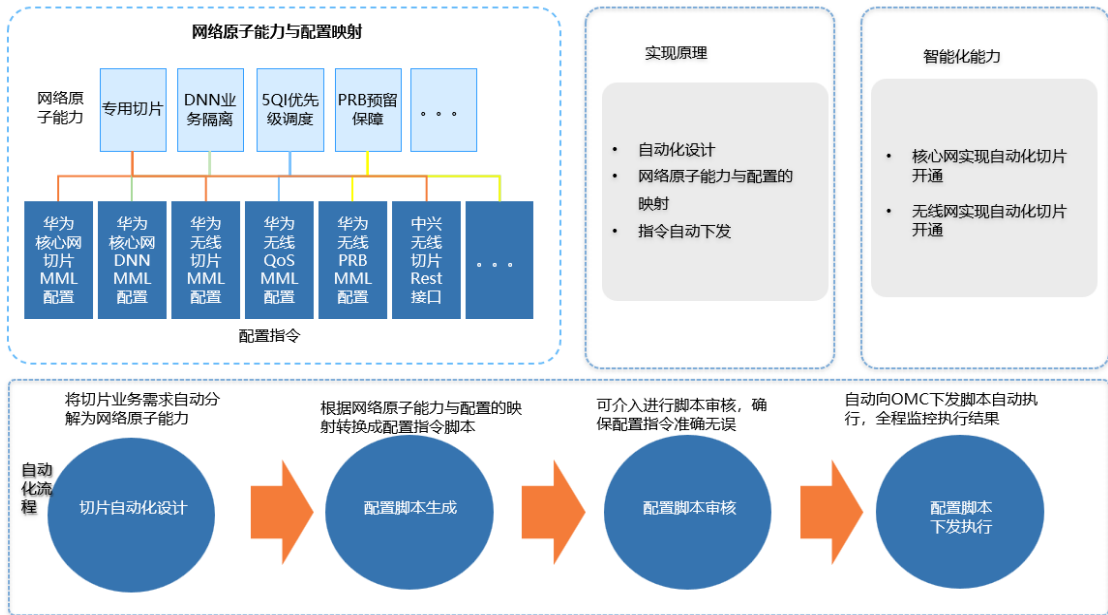 网络原子能力与配置映射
网络原
子能力
专用切片
DNN业
务隔离
5QI优先
级调度
PRB预留
保障
。。。
华为
核心网
切片
MML
配置
华为
核心网
DNN
MML
配置
华为
无线
切片
MML
配置
华为
无线
QoS
MML
配置
华为
无线
PRB
MML
配置
中兴
无线
切片
Rest
接口
。。。
配置指令
实现原理
• 自动化设计
• 网络原子能力与配置的
映射
• 指令自动下发
智能化能力
• 核心网实现自动化切片
开通
• 无线网实现自动化切片
开通
自动
化流
程
将切片业务需求自动分
解为网络原子能力
切片自动化设计
根据网络原子能力与配置的映
射转换成配置指令脚本
配置脚本生成
可介入进行脚本审核，确
保配置指令准确无误
配置脚本审核
自动向OMC下发脚本自动执
行，全程监控执行结果
配置脚本
下发执行